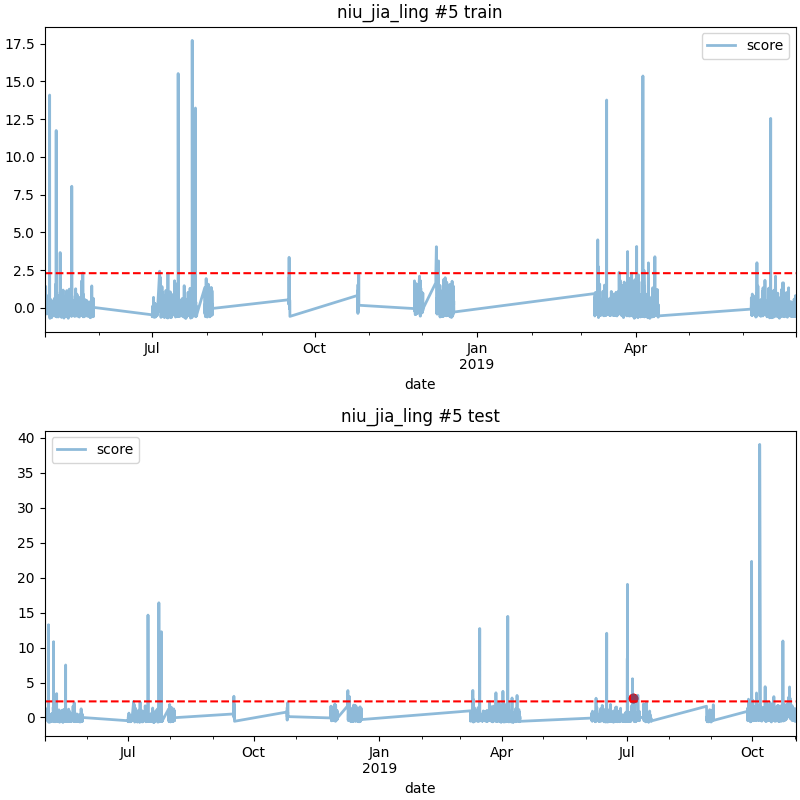 niu_jia_ling #5 train
score
17.5
15.0
12.5
10.0
7.5
5.0
2.5
0.0
Jul
Oct
Jan
2019
Apr
date
niu_jia_ling #5 test
score
40
35
30
25
20
15
10
5
0
Jul
Oct
Jan
2019
Apr
Jul
Oct
date